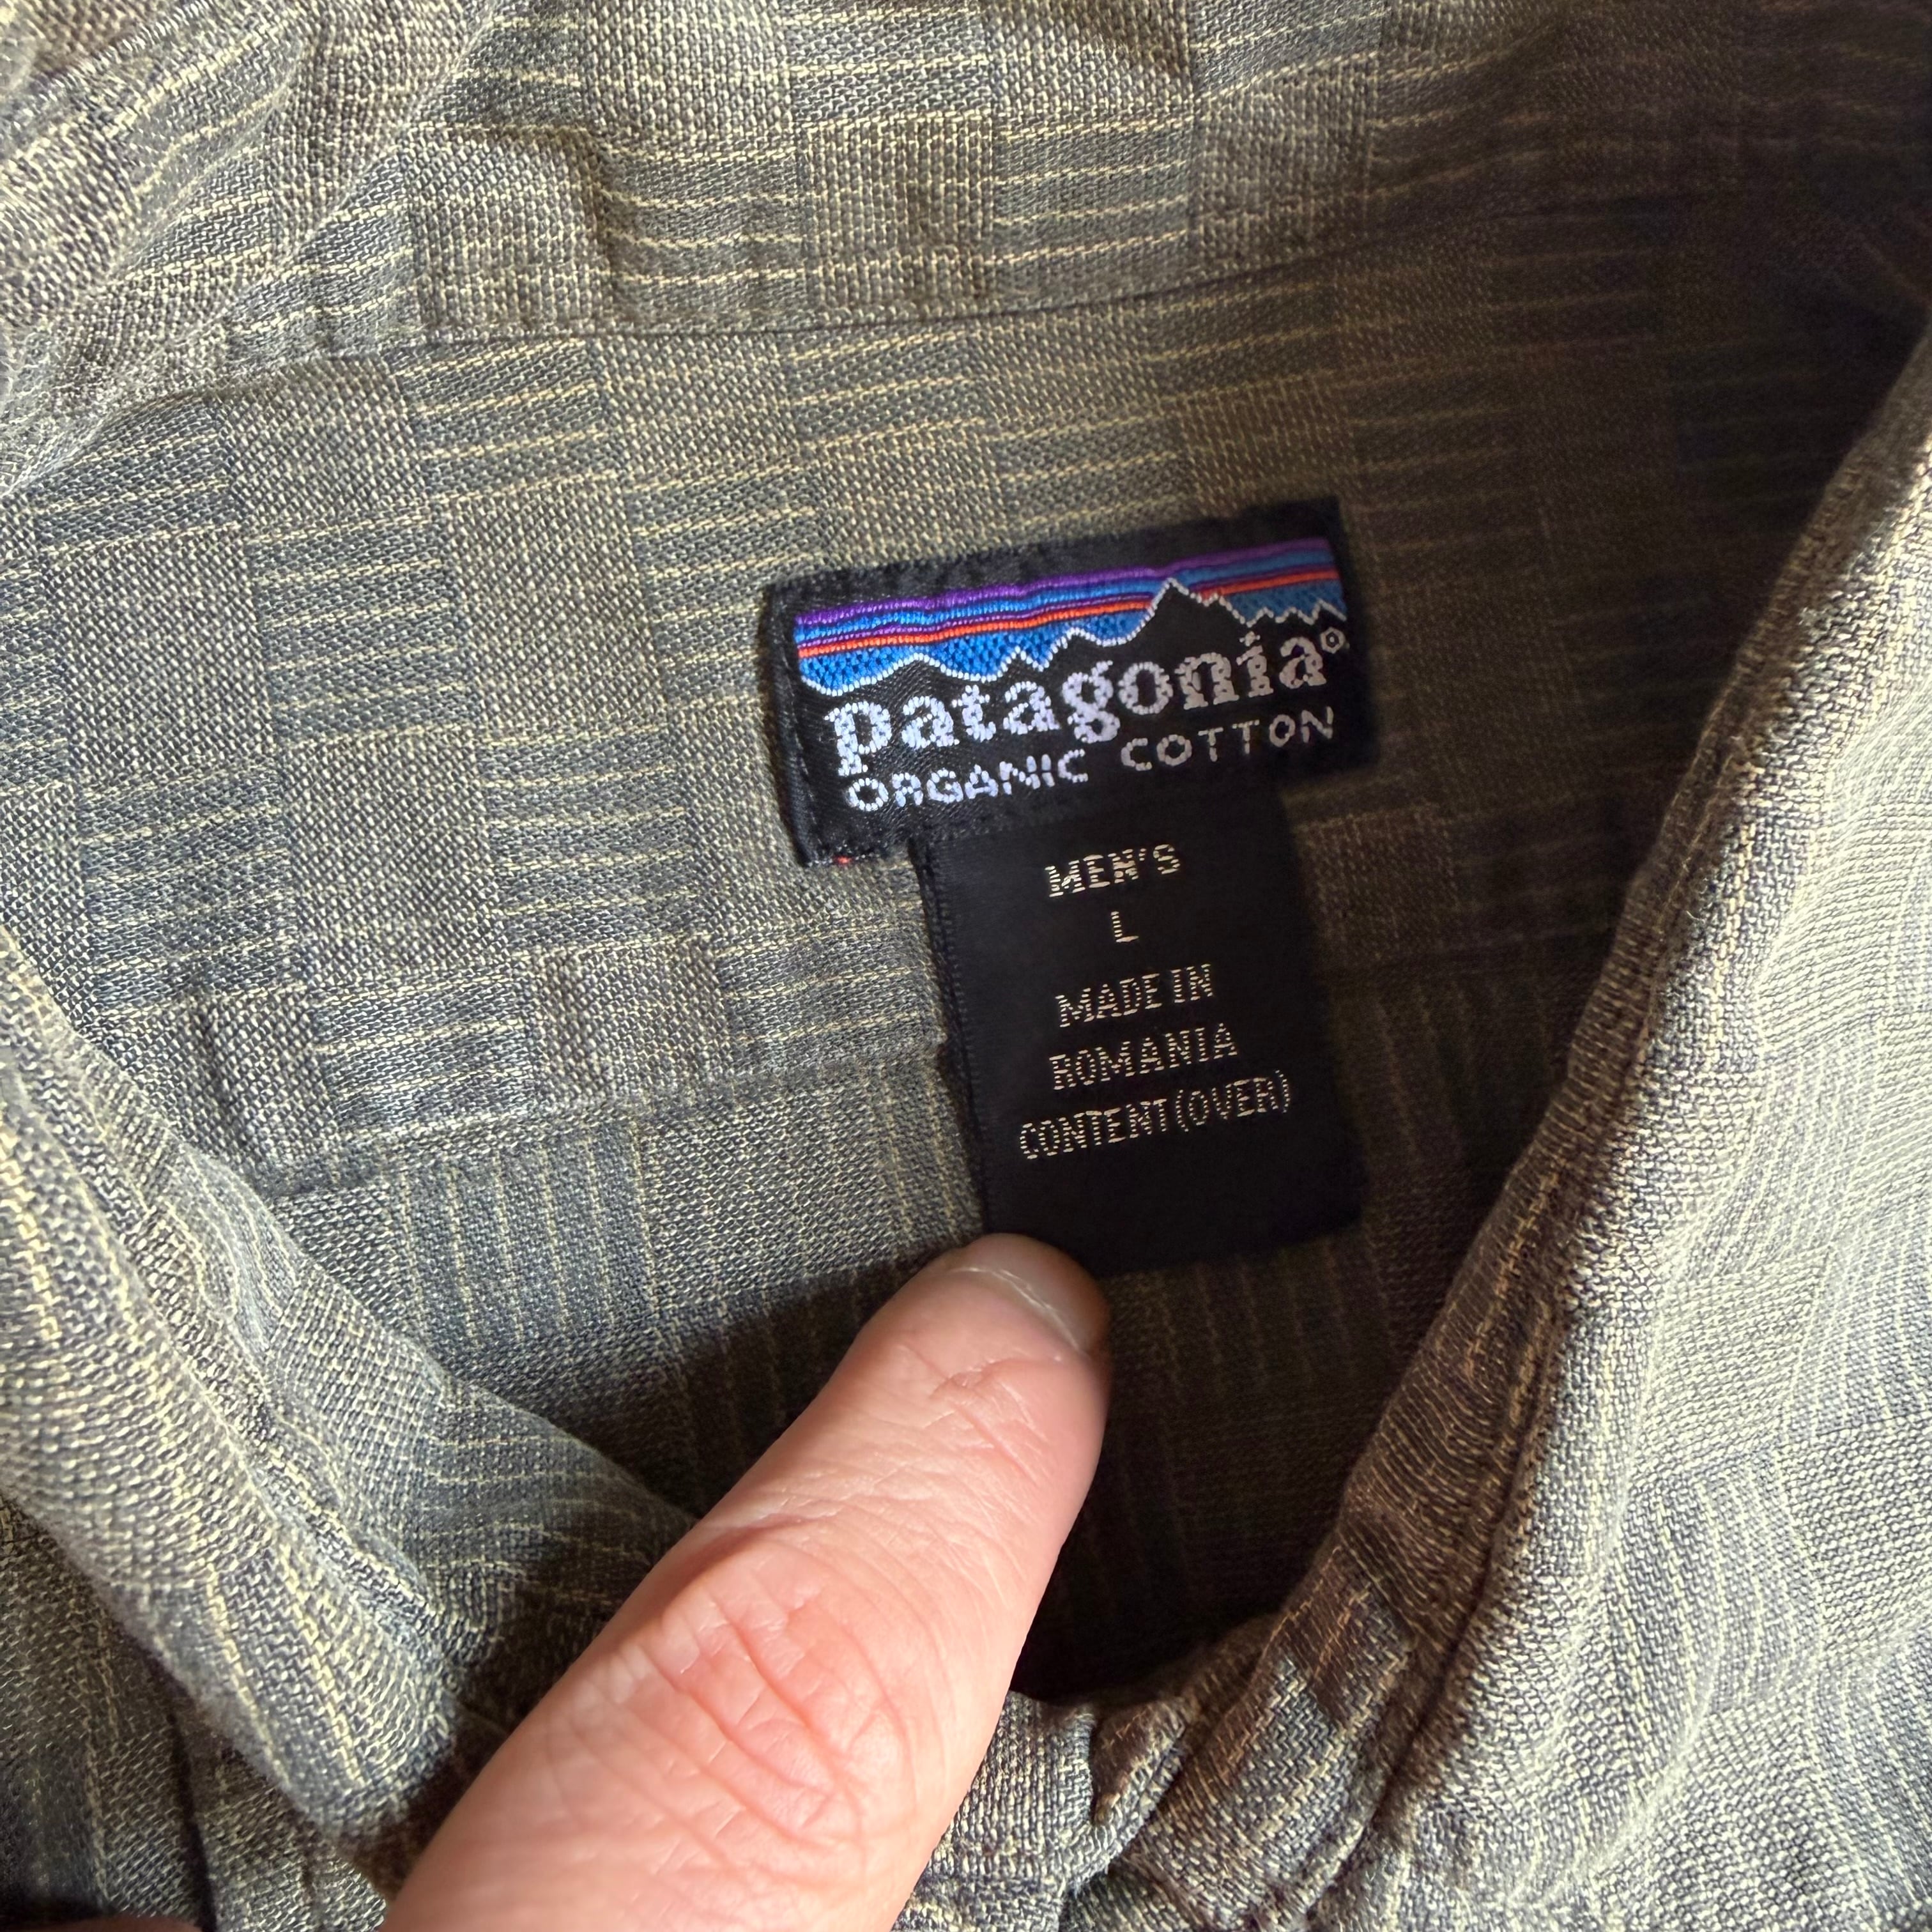 patagonia®
ORGANIC COTTON
MEN'S
L
MADE IN
ROMANIA
CONTENT(OVER)